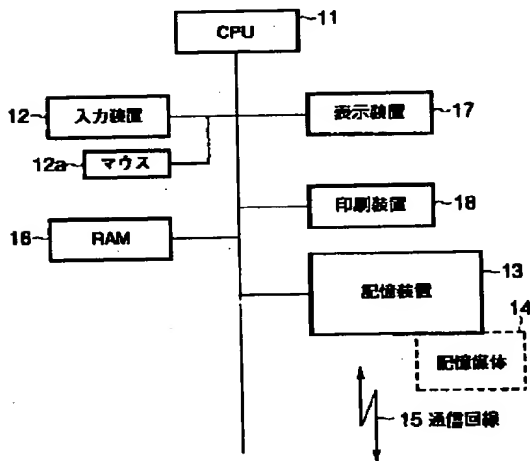 CPU
11
12
入力装置
表示装置
17
12a
マウス
印刷装置
18
16
RAM
13
記憶装置
14
記憶媒体
15 通信回線